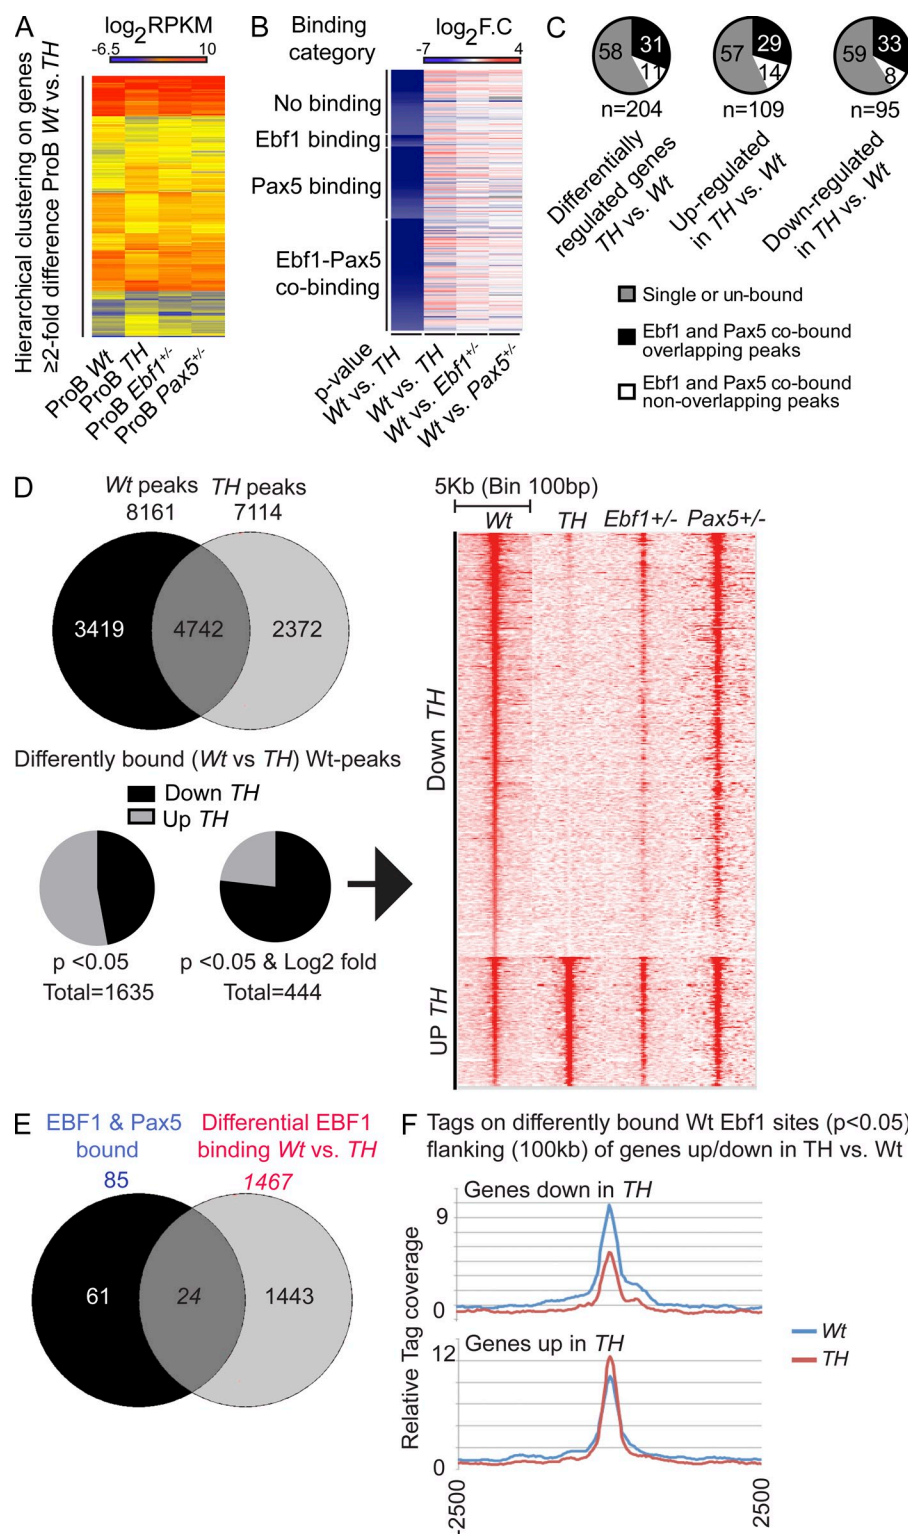 A
log2RPKM
-6.5
10
Hierarchical clustering on genes
≥2-fold difference ProB Wt vs. TH
ProB Wt
ProB TH
ProB Ebf1+/-
ProB Pax5+/-
B
Binding
category
log2F.C
-7
4
No binding
Ebf1 binding
Pax5 binding
Ebf1-Pax5
co-binding
p-value
Wt vs. TH
Wt vs. TH
Wt vs. Ebf1+/-
Wt vs. Pax5+/-
C
58
31
11
n=204
Differentially
regulated genes
TH vs. Wt
57
29
14
n=109
Up-regulated
in TH vs. Wt
59
33
8
n=95
Down-regulated
in TH vs. Wt
Single or un-bound
Ebf1 and Pax5 co-bound
overlapping peaks
Ebf1 and Pax5 co-bound
non-overlapping peaks
D
Wt peaks
8161
TH peaks
7114
3419
4742
2372
Differently bound (Wt vs TH) Wt-peaks
Down TH
Up TH
p <0.05
Total=1635
p <0.05 & Log2 fold
Total=444
5Kb (Bin 100bp)
Wt
TH
Ebf1+/-
Pax5+/-
Down TH
UP TH
E
EBF1 & Pax5
bound
85
Differential EBF1
binding Wt vs. TH
1467
61
24
1443
F
Tags on differently bound Wt Ebf1 sites (p<0.05)
flanking (100kb) of genes up/down in TH vs. Wt
Relative Tag coverage
Genes down in TH
9
0
Genes up in TH
12
0
-2500
2500
Wt
TH